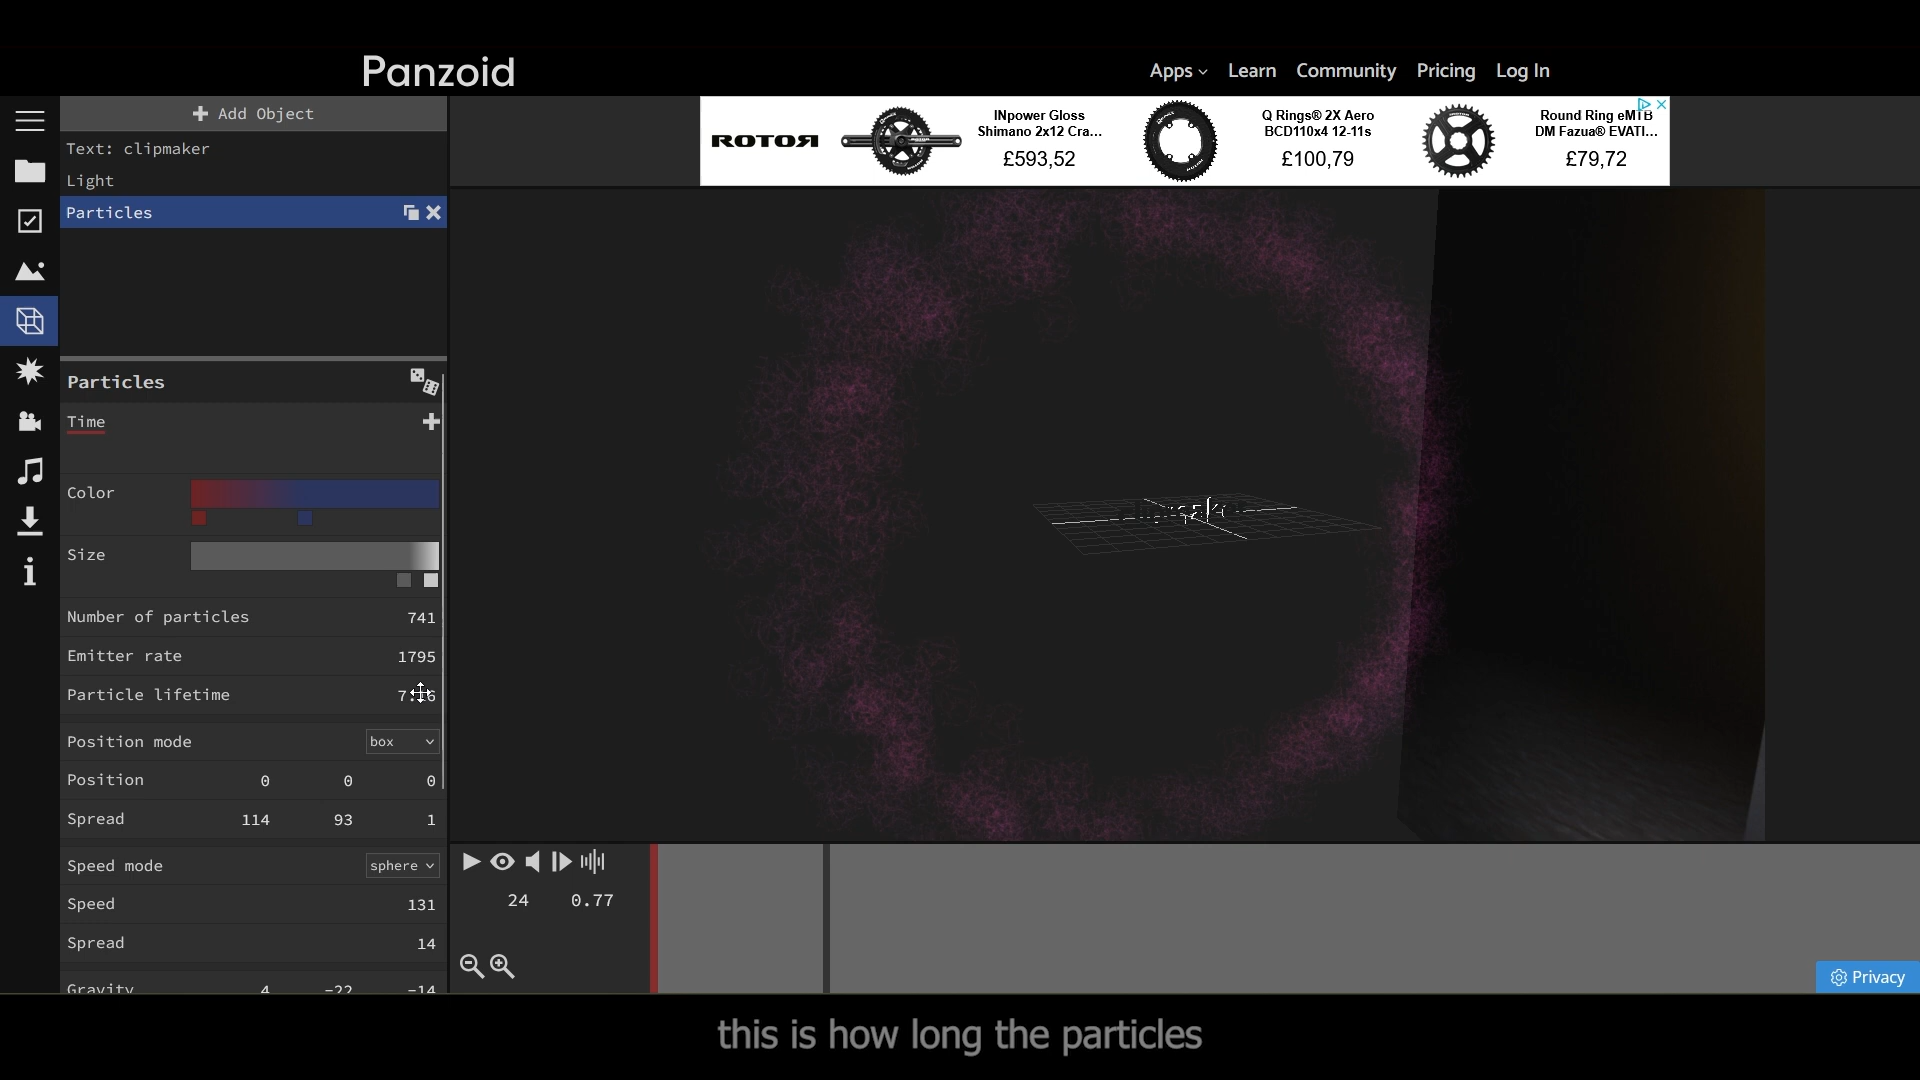 Panzoid
Apps Learn Community Pricing Log In
Add Object
Text: clipmaker
Light
Particles
ROTOR
INpower Gloss
Shimano 2x12 Cra...
£593,52
Q Rings® 2X Aero
BCD110x4 12-11s
£100,79
Round Ring eMTB
DM Fazua® EVATI...
£79,72
Particles
Time
Color
Size
Number of particles 741
Emitter rate 1795
Particle lifetime
Position mode box
Position 0 0 0
Spread 114 93 1
Speed mode sphere
Speed 131
Spread 14
Gravity 4 -22 -14
24 0.77
Privacy
this is how long the particles